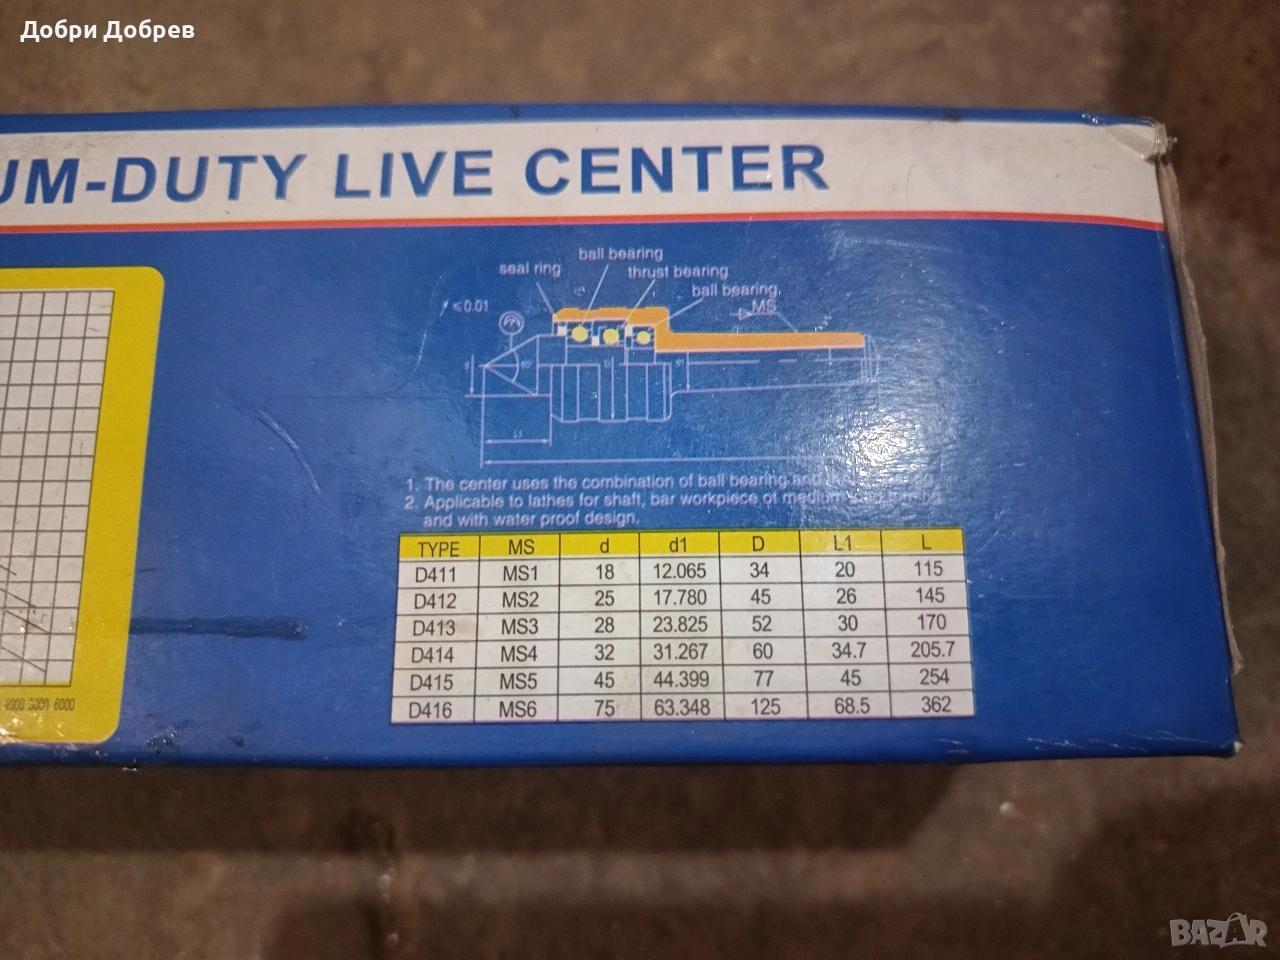 Добри Добрев
UM-DUTY LIVE CENTER
ball bearing
seal ring
thrust bearing
ball bearing
≤0.01
MS
L1
1. The center uses the combination of ball bearing and
2. Applicable to lathes for shaft, bar workpiece of medium
and with water proof design.
TYPE MS d d1 D L1 L
D411 MS1 18 12.065 34 20 115
D412 MS2 25 17.780 45 26 145
D413 MS3 28 23.825 52 30 170
D414 MS4 32 31.267 60 34.7 205.7
D415 MS5 45 44.399 77 45 254
D416 MS6 75 63.348 125 68.5 362
4000 5000 6000
BAZAR